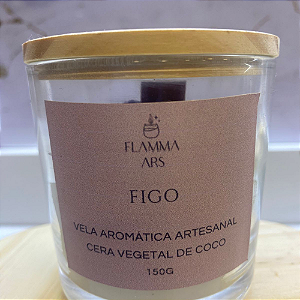 FLAMMA
ARS
FIGO
VELA AROMÁTICA ARTESANAL
CERA VEGETAL DE COCO
150G